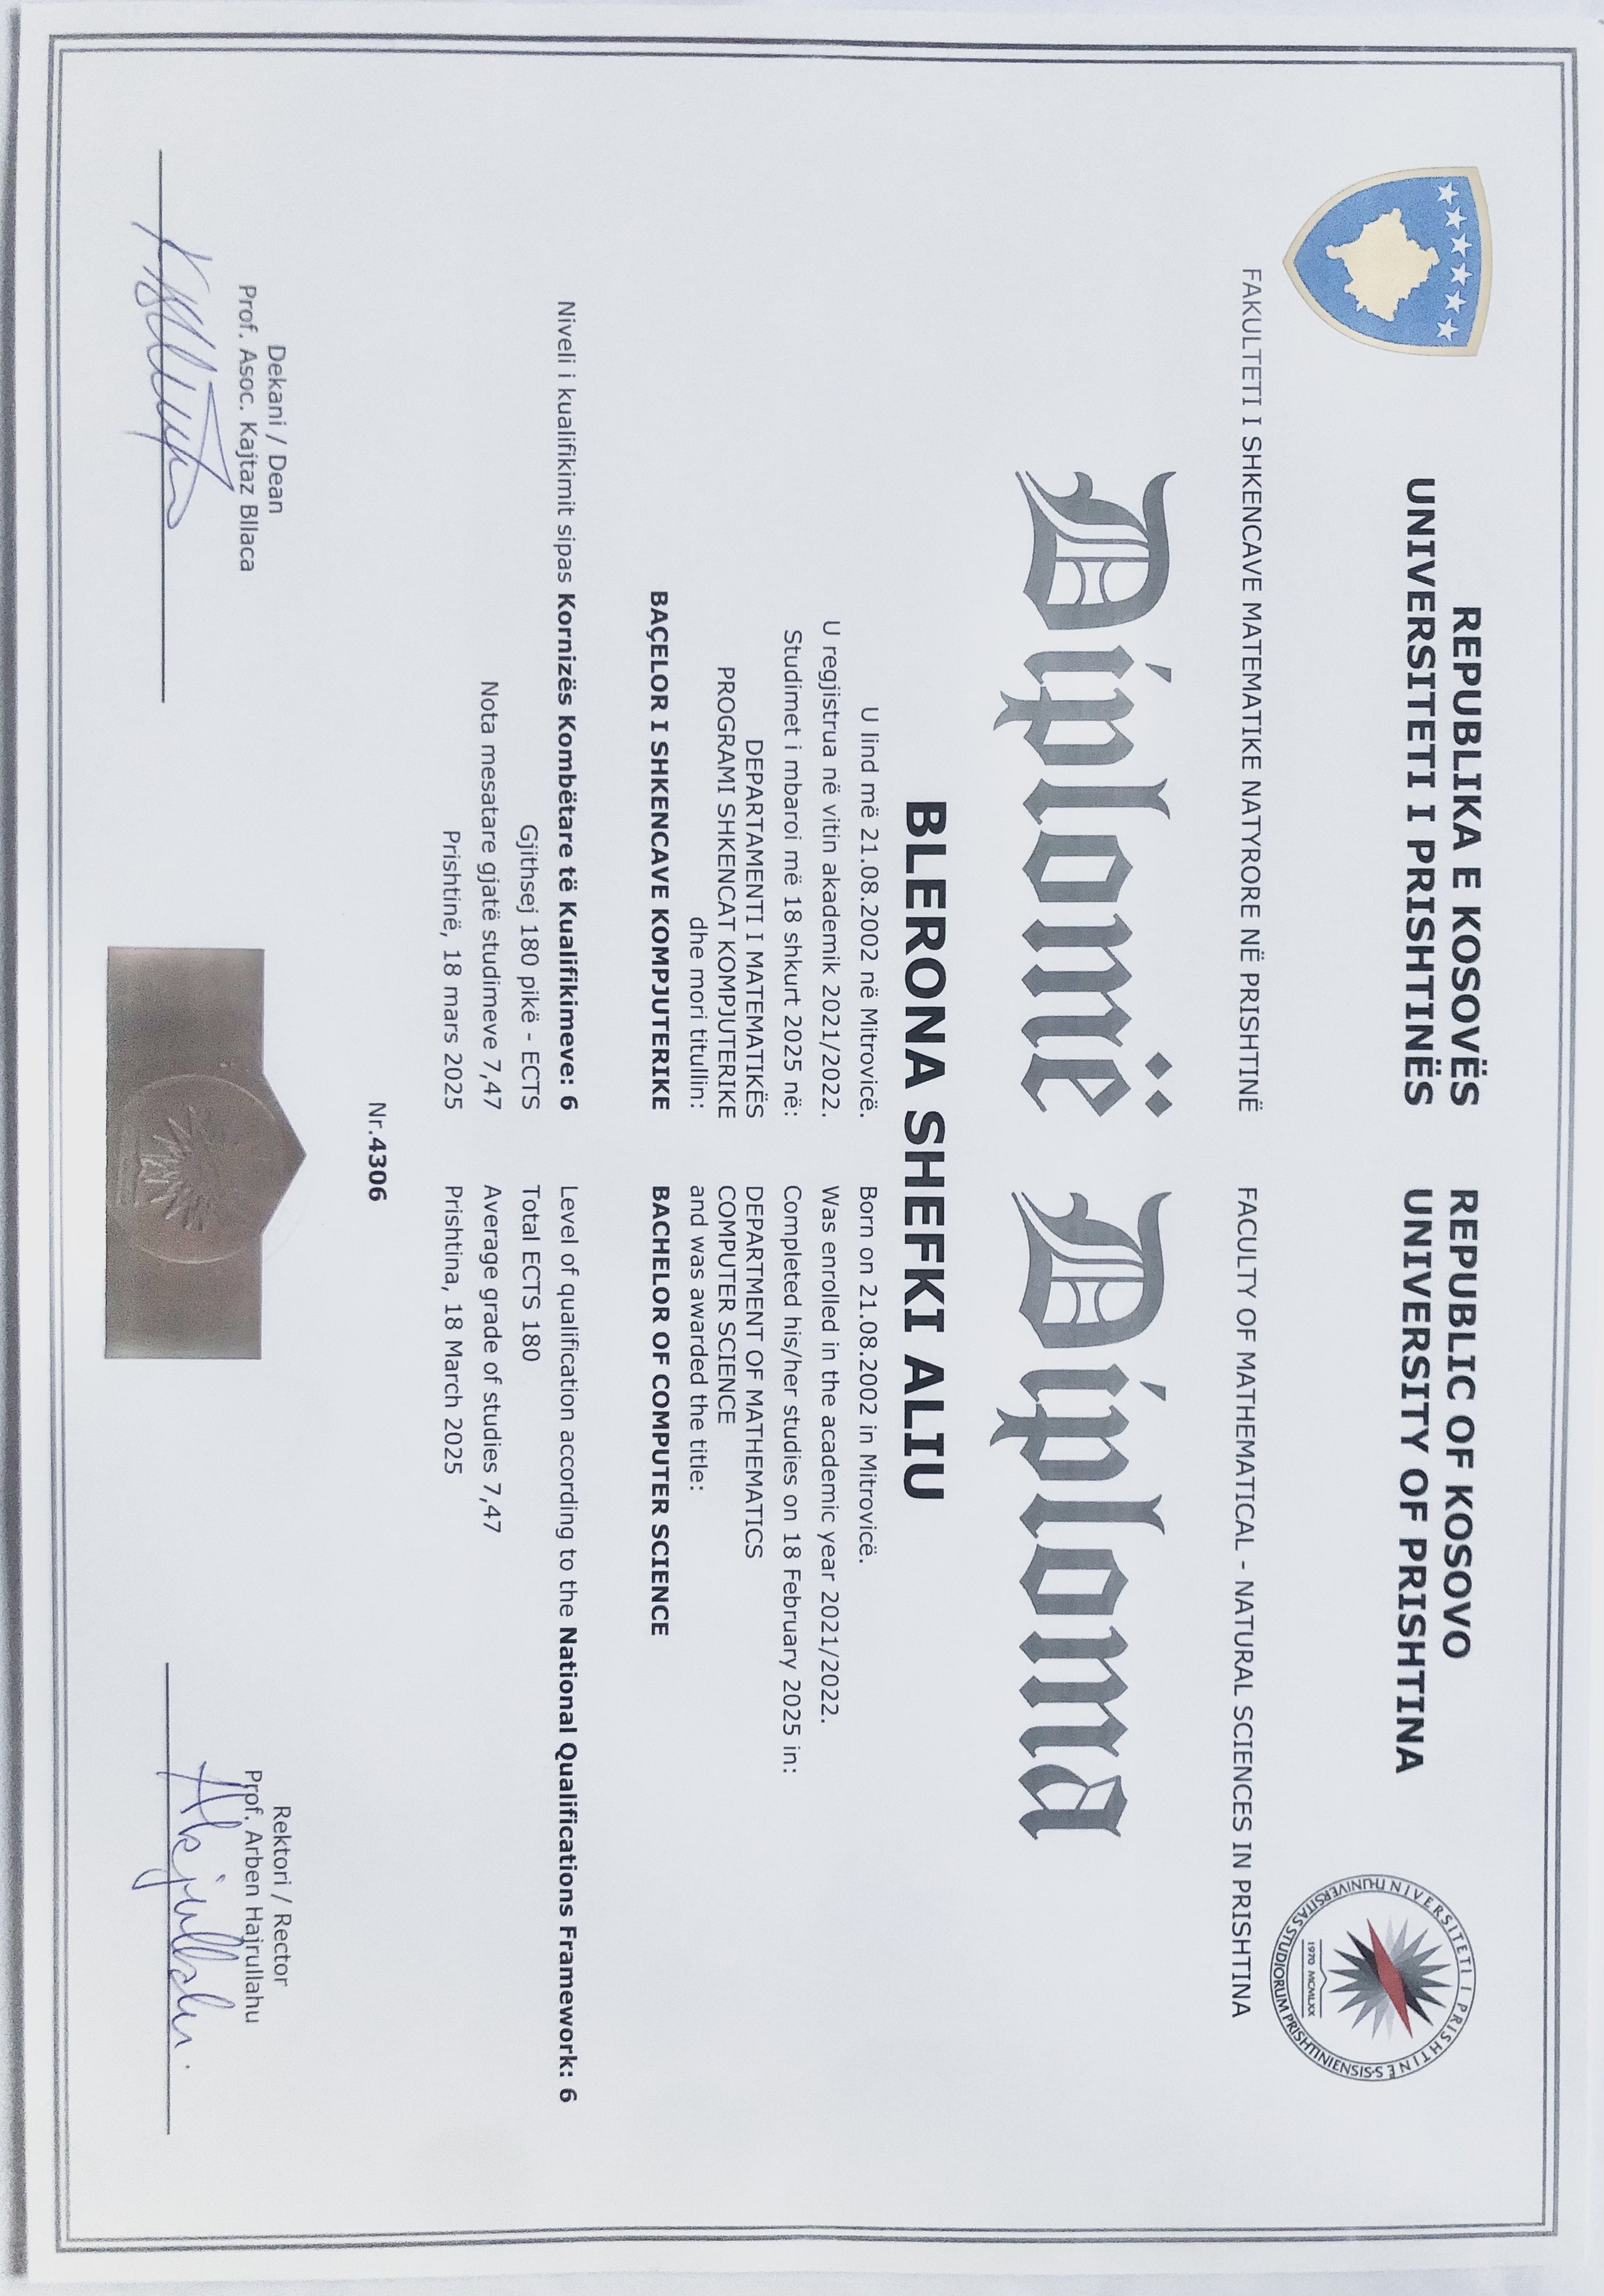 REPUBLIKA E KOSOVËS
UNIVERSITETI I PRISHTINËS
REPUBLIC OF KOSOVO
UNIVERSITY OF PRISHTINA
UNIVERSITETI I PRISHTINËS
UNIVERSITAS STUDIORUM PRISHTINIENSIS
1970 MCMLXX
FAKULTETI I SHKENCAVE MATEMATIKE NATYRORE NË PRISHTINË
FACULTY OF MATHEMATICAL - NATURAL SCIENCES IN PRISHTINA
Diplomë
Diploma
BLERONA SHEFKI ALIU
U lind më 21.08.2002 në Mitrovicë.
U regjistrua në vitin akademik 2021/2022.
Studimet i mbaroi më 18 shkurt 2025 në:
DEPARTAMENTI I MATEMATIKËS
PROGRAMI SHKENCAT KOMPJUTERIKE
dhe mori titullin:
BAÇELOR I SHKENCAVE KOMPJUTERIKE
Niveli i kualifikimit sipas Kornizës Kombëtare të Kualifikimeve: 6
Gjithsej 180 pikë - ECTS
Nota mesatare gjatë studimeve 7,47
Prishtinë, 18 mars 2025
Born on 21.08.2002 in Mitrovicë.
Was enrolled in the academic year 2021/2022.
Completed his/her studies on 18 February 2025 in:
DEPARTMENT OF MATHEMATICS
COMPUTER SCIENCE
and was awarded the title:
BACHELOR OF COMPUTER SCIENCE
Level of qualification according to the National Qualifications Framework: 6
Total ECTS 180
Average grade of studies 7,47
Prishtina, 18 March 2025
Nr.4306
Dekani / Dean
Prof. Asoc. Kajtaz Bllaca
Rektori / Rector
Prof. Arben Hajrullahu